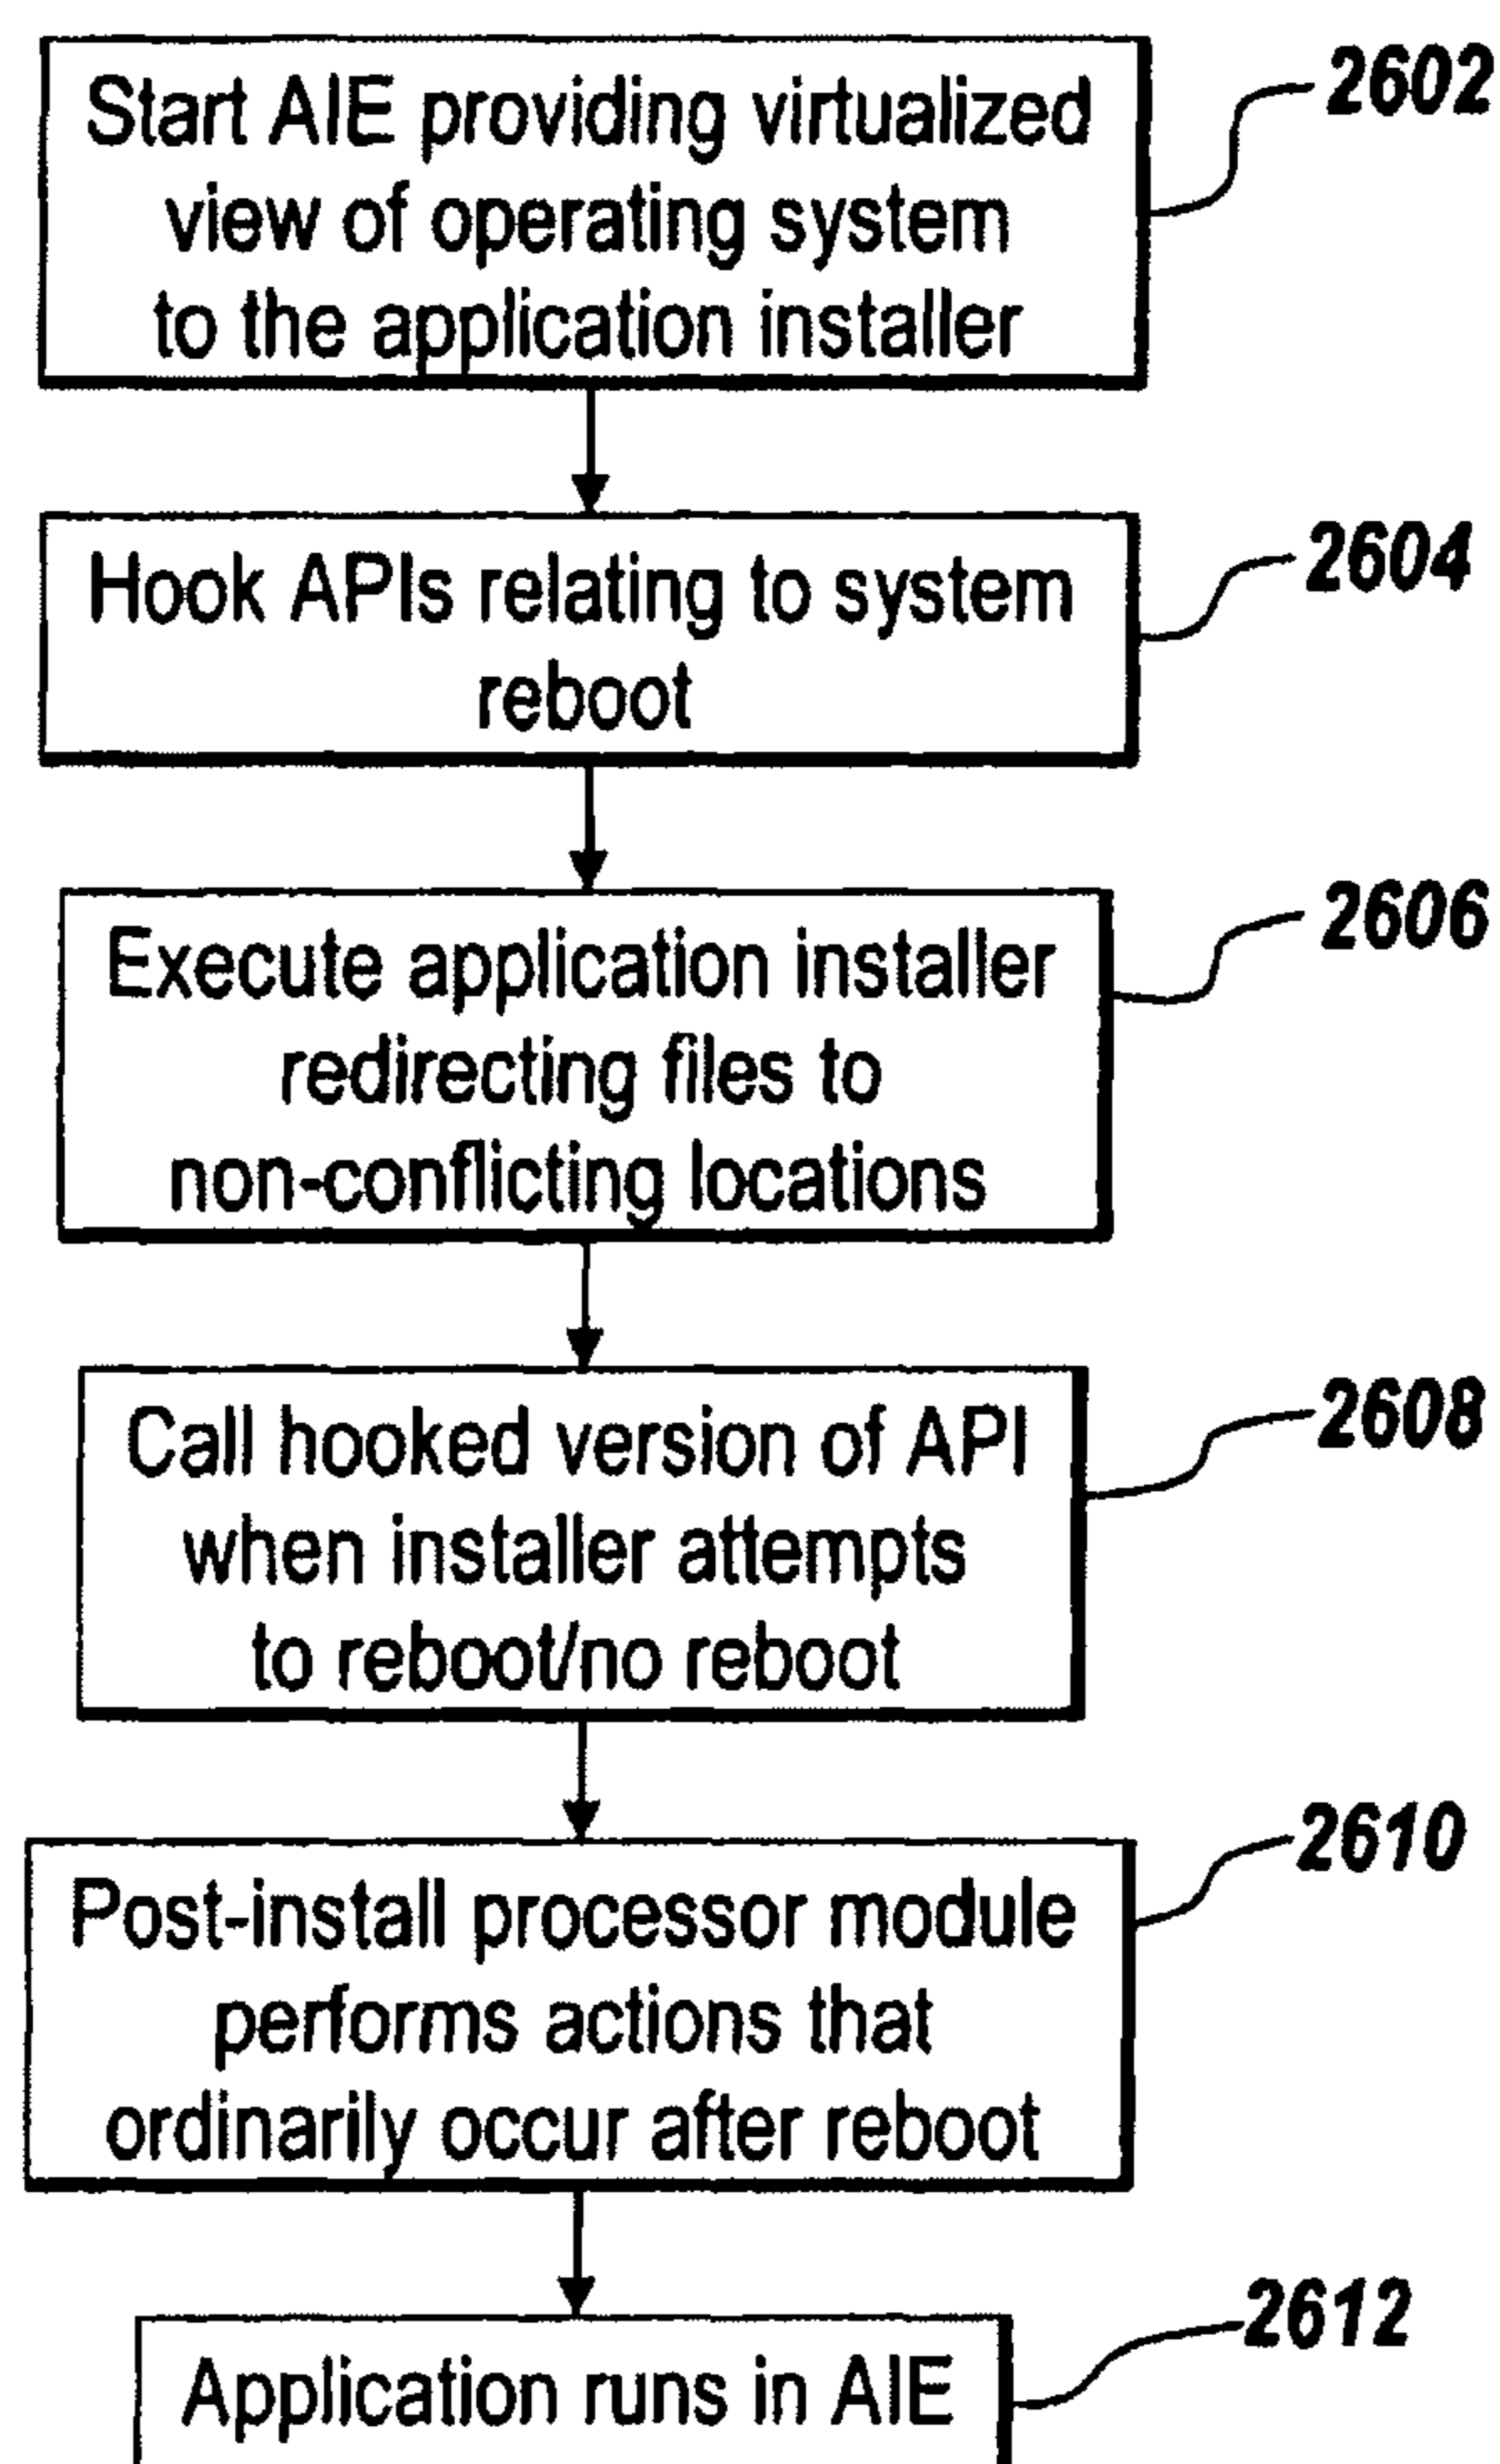 Start AIE providing virtualized
view of operating system
to the application installer
2602
Hook APIs relating to system
reboot
2604
Execute application installer
redirecting files to
non-conflicting locations
2606
Call hooked version of API
when installer attempts
to reboot/no reboot
2608
Post-install processor module
performs actions that
ordinarily occur after reboot
2610
Application runs in AIE
2612